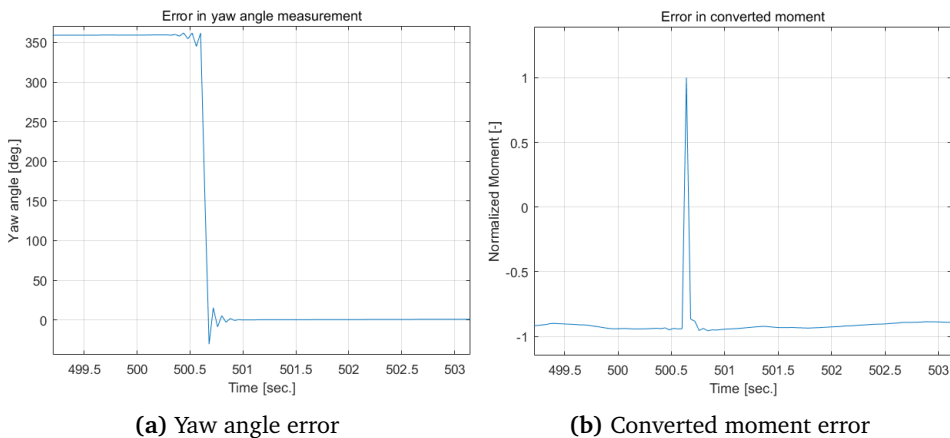 Error in yaw angle measurement
350
300
250
200
150
100
50
0
Yaw angle [deg.]
499.5 500 500.5 501 501.5 502 502.5 503
Time [sec.]
(a) Yaw angle error
Error in converted moment
1
0.5
0
-0.5
-1
Normalized Moment [-]
499.5 500 500.5 501 501.5 502 502.5 503
Time [sec.]
(b) Converted moment error